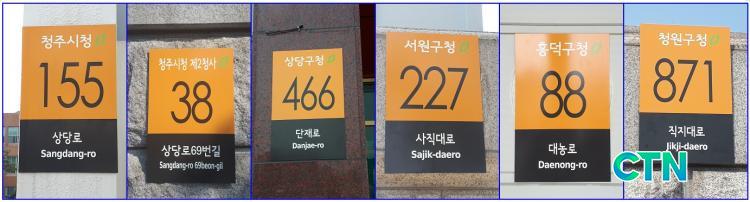 청주시청
155
상당로
Sangdang-ro
청주시청 제2청사
38
상당로69번길
Sangdang-ro 69beon-gil
상당구청
466
단재로
Danjae-ro
서원구청
227
사직대로
Sajik-daero
흥덕구청
88
대농로
Daenong-ro
청원구청
871
직지대로
Jikji-daero
CTN